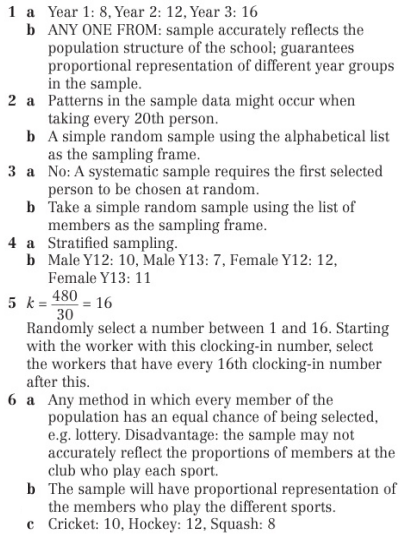 1 a Year 1: 8, Year 2: 12, Year 3: 16
b ANY ONE FROM: sample accurately reflects the
population structure of the school; guarantees
proportional representation of different year groups
in the sample.
2 a Patterns in the sample data might occur when
taking every 20th person.
b A simple random sample using the alphabetical list
as the sampling frame.
3 a No: A systematic sample requires the first selected
person to be chosen at random.
b Take a simple random sample using the list of
members as the sampling frame.
4 a Stratified sampling.
b Male Y12: 10, Male Y13: 7, Female Y12: 12,
Female Y13: 11
5 k = 480/30 = 16
Randomly select a number between 1 and 16. Starting
with the worker with this clocking-in number, select
the workers that have every 16th clocking-in number
after this.
6 a Any method in which every member of the
population has an equal chance of being selected,
e.g. lottery. Disadvantage: the sample may not
accurately reflect the proportions of members at the
club who play each sport.
b The sample will have proportional representation of
the members who play the different sports.
c Cricket: 10, Hockey: 12, Squash: 8